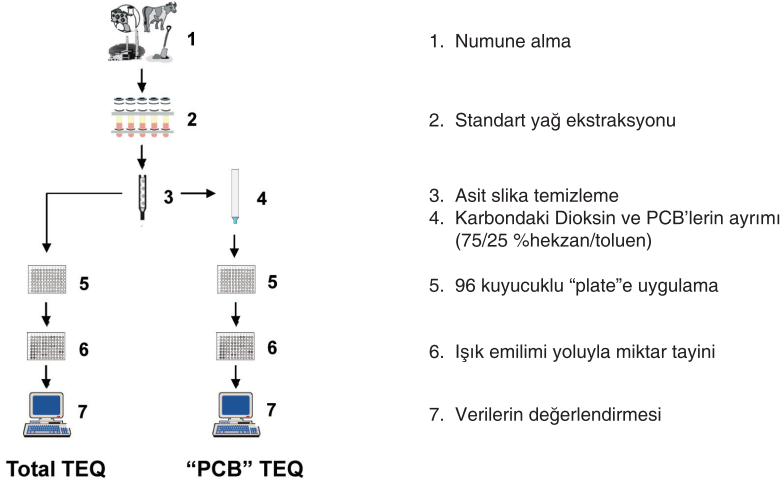 1
2
3
4
5
5
6
6
7
7
Total TEQ
“PCB” TEQ
1. Numune alma
2. Standart yağ ekstraksyonu
3. Asit slika temizleme
4. Karbondaki Dioksin ve PCB’lerin ayrımı
(75/25 %hekzan/toluen)
5. 96 kuyucuklu “plate”e uygulama
6. Işık emilimi yoluyla miktar tayini
7. Verilerin değerlendirmesi